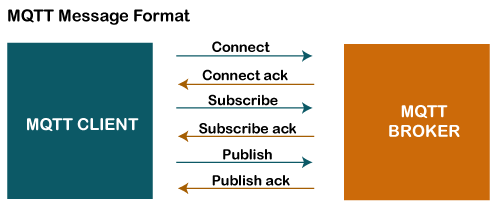 MQTT Message Format
Connect
Connect ack
Subscribe
Subscribe ack
Publish
Publish ack
MQTT CLIENT
MQTT
BROKER